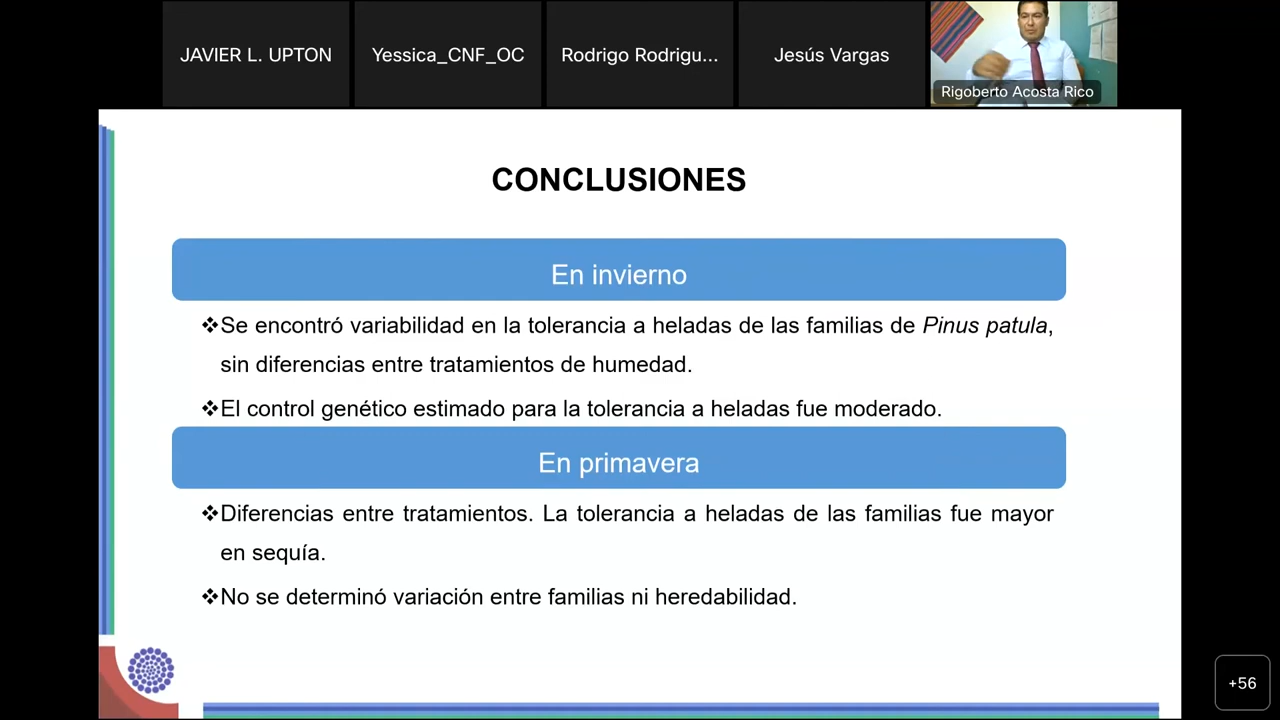 JAVIER L. UPTON
Yessica_CNF_OC
Rodrigo Rodrigu...
Jesús Vargas
Rigoberto Acosta Rico
CONCLUSIONES
En invierno
❖Se encontró variabilidad en la tolerancia a heladas de las familias de Pinus patula,
sin diferencias entre tratamientos de humedad.
❖El control genético estimado para la tolerancia a heladas fue moderado.
En primavera
❖Diferencias entre tratamientos. La tolerancia a heladas de las familias fue mayor
en sequía.
❖No se determinó variación entre familias ni heredabilidad.
+56